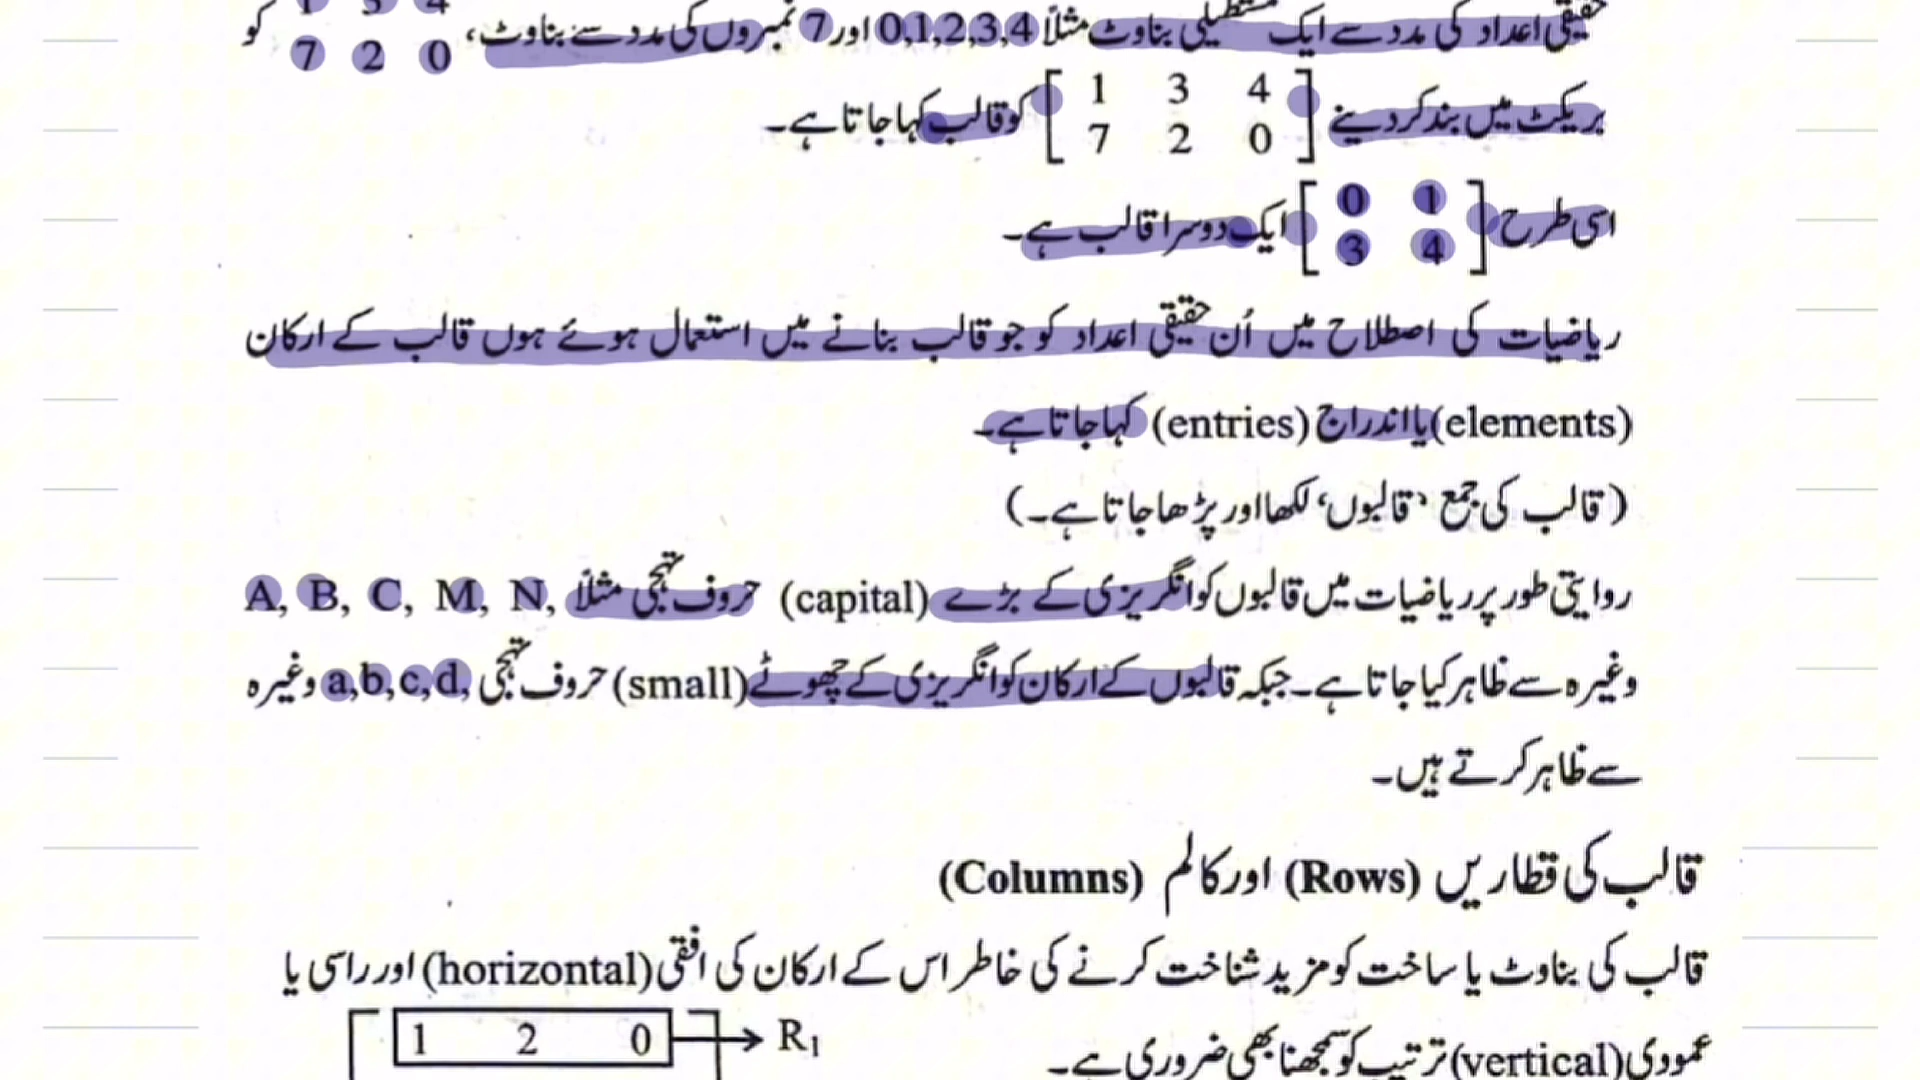 حقیقی اعداد کی مدد سے ایک مستطیلی بناوٹ مثلاً 0,1,2,3,4 اور 7 نمبروں کی مدد سے بناوٹ، 1 3 4 کو
7 2 0
بریکٹ میں بند کر دینے [1 3 4
7 2 0] کو قالب کہا جاتا ہے۔
اسی طرح [0 1
3 4] ایک دوسرا قالب ہے۔
ریاضیات کی اصطلاح میں اُن حقیقی اعداد کو جو قالب بنانے میں استعمال ہوئے ہوں قالب کے ارکان
(elements) یا اندراج (entries) کہا جاتا ہے۔
(قالب کی جمع ’قالبوں‘ لکھا اور پڑھا جاتا ہے۔)
روایتی طور پر ریاضیات میں قالبوں کو انگریزی کے بڑے (capital) حروف تہجی مثلاً A, B, C, M, N,
وغیرہ سے ظاہر کیا جاتا ہے۔ جبکہ قالبوں کے ارکان کو انگریزی کے چھوٹے (small) حروف تہجی a,b,c,d, وغیرہ
سے ظاہر کرتے ہیں۔
قالب کی قطاریں (Rows) اور کالم (Columns)
قالب کی بناوٹ یا ساخت کو مزید شناخت کرنے کی خاطر اس کے ارکان کی افقی (horizontal) اور راسی یا
عمودی (vertical) ترتیب کو سمجھنا بھی ضروری ہے۔
1 2 0 → R₁